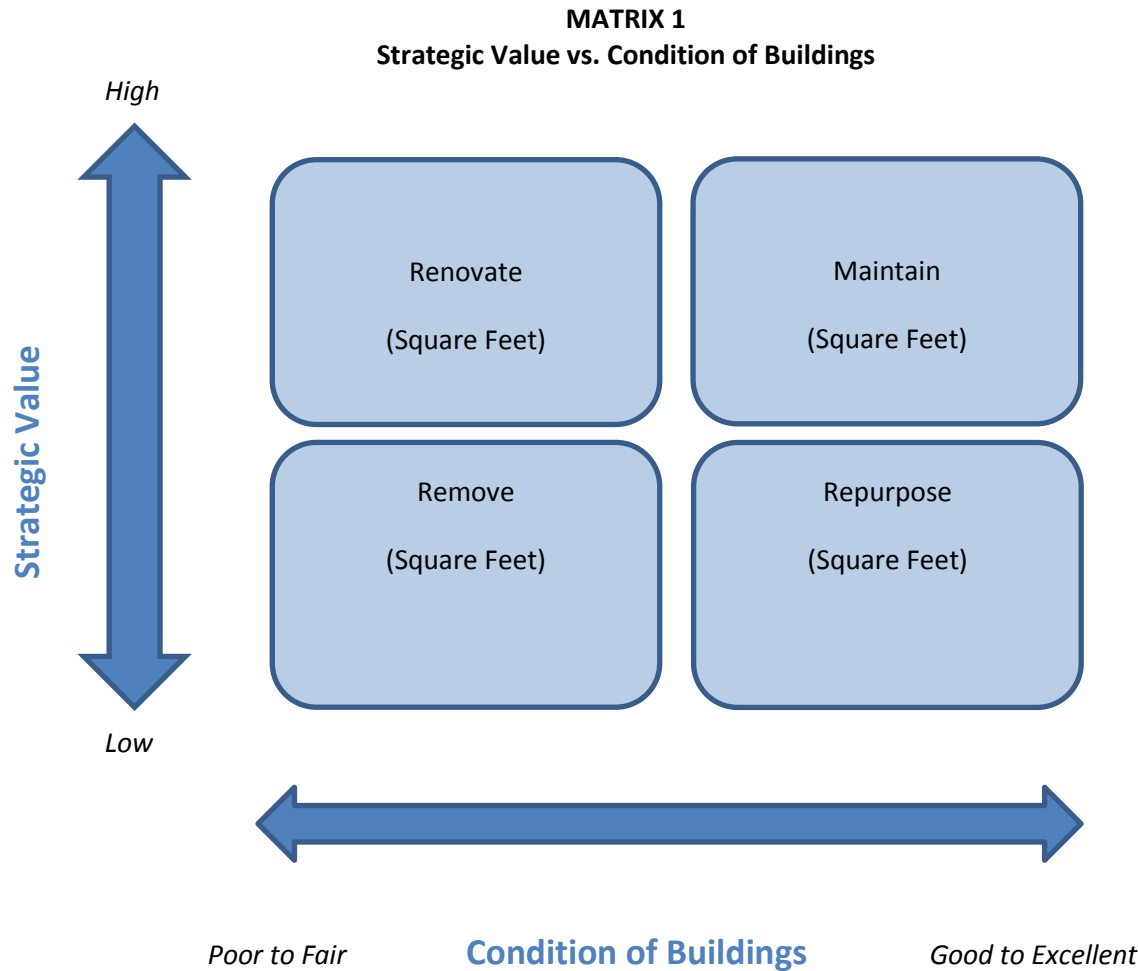 MATRIX 1
Strategic Value vs. Condition of Buildings
High
Strategic Value
Renovate
(Square Feet)
Maintain
(Square Feet)
Remove
(Square Feet)
Repurpose
(Square Feet)
Low
Poor to Fair
Condition of Buildings
Good to Excellent